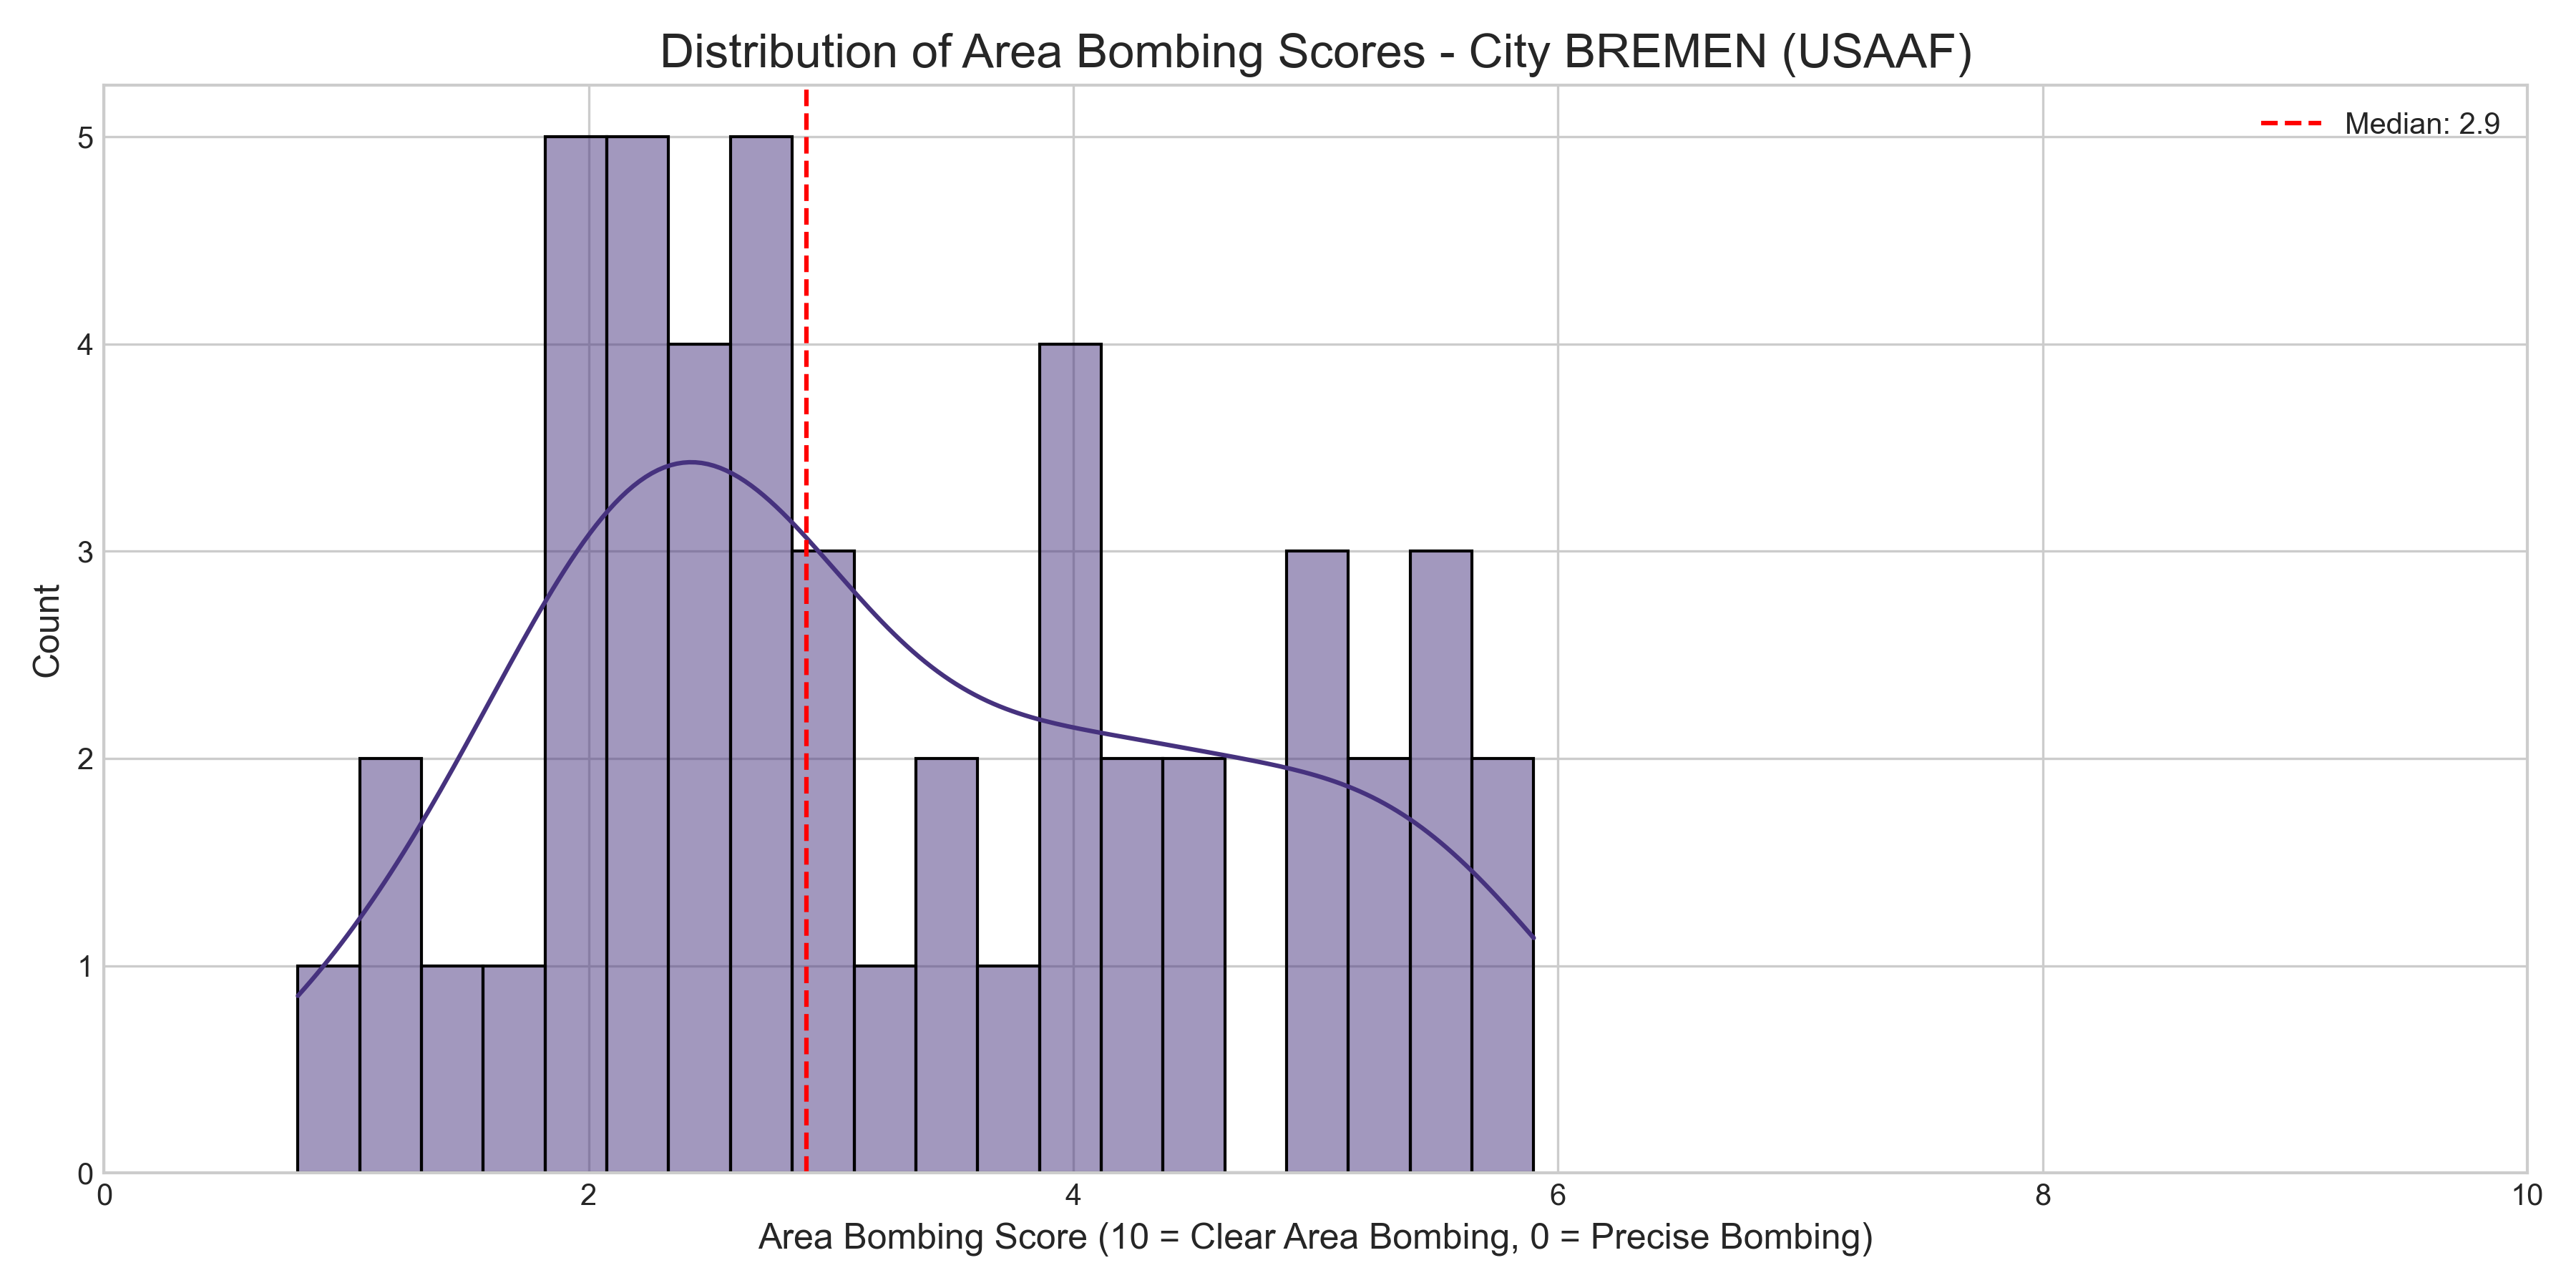 Distribution of Area Bombing Scores - City BREMEN (USAAF)
Median: 2.9
5
4
3
2
1
0
Count
0 2 4 6 8 10
Area Bombing Score (10 = Clear Area Bombing, 0 = Precise Bombing)